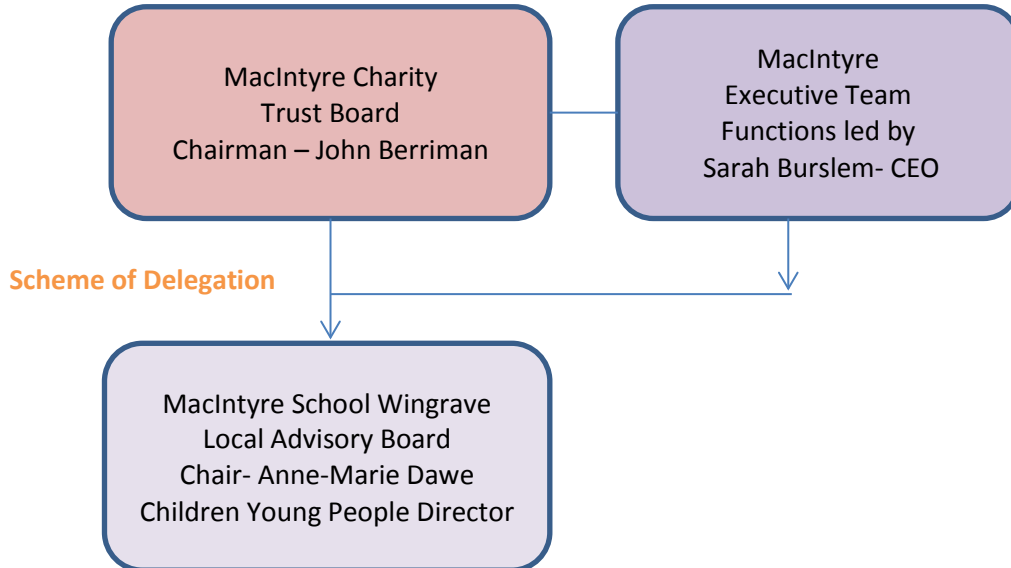 MacIntyre Charity
Trust Board
Chairman – John Berriman
MacIntyre
Executive Team
Functions led by
Sarah Burslem- CEO
Scheme of Delegation
MacIntyre School Wingrave
Local Advisory Board
Chair- Anne-Marie Dawe
Children Young People Director